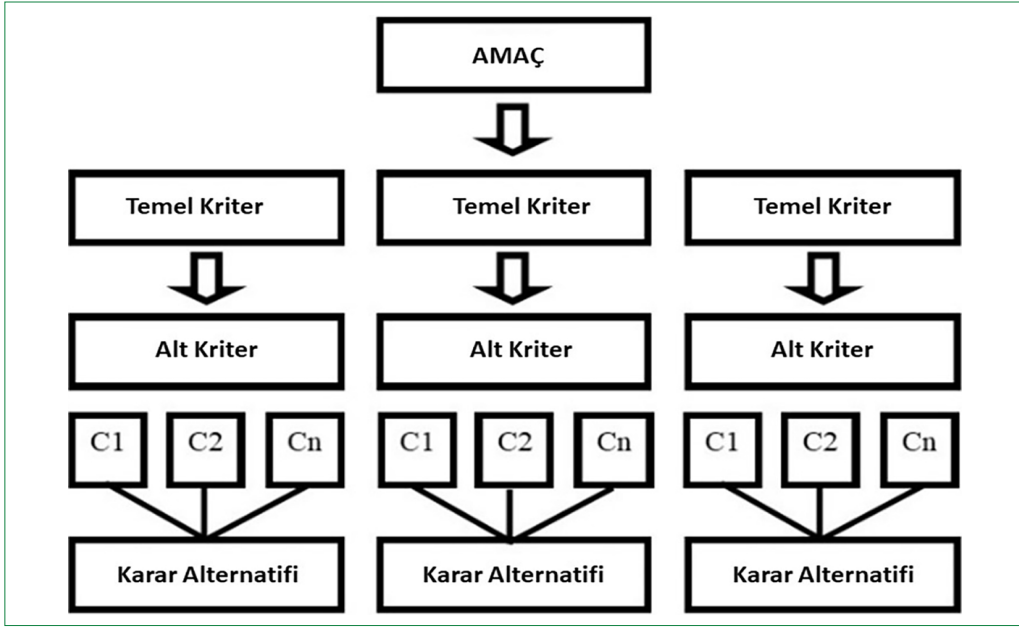 AMAÇ
Temel Kriter
Temel Kriter
Temel Kriter
Alt Kriter
Alt Kriter
Alt Kriter
C1
C2
Cn
C1
C2
Cn
C1
C2
Cn
Karar Alternatifi
Karar Alternatifi
Karar Alternatifi